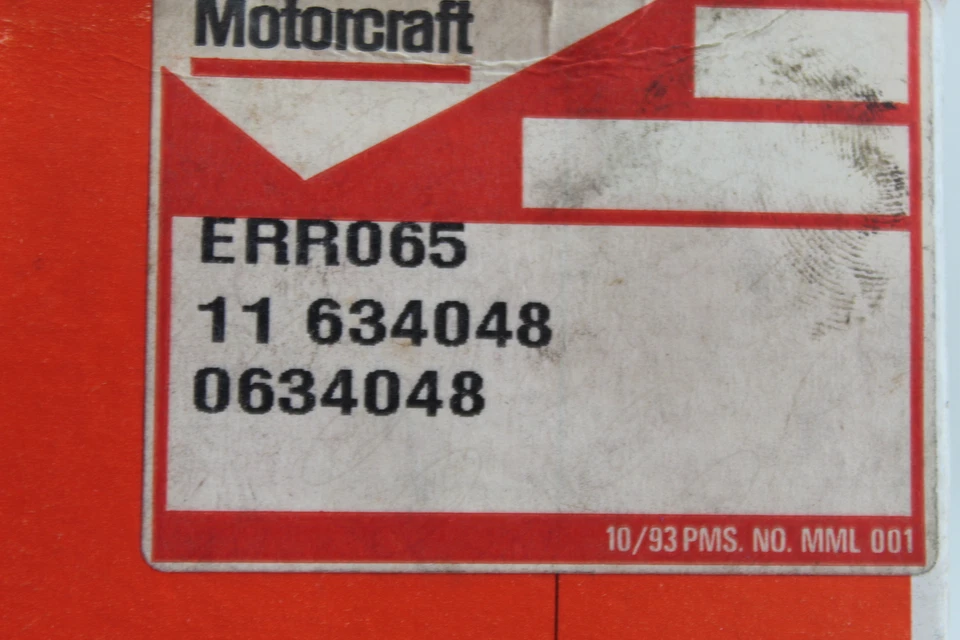 Motorcraft
ERR065
11 634048
0634048
10/93 PMS. NO. MML 001